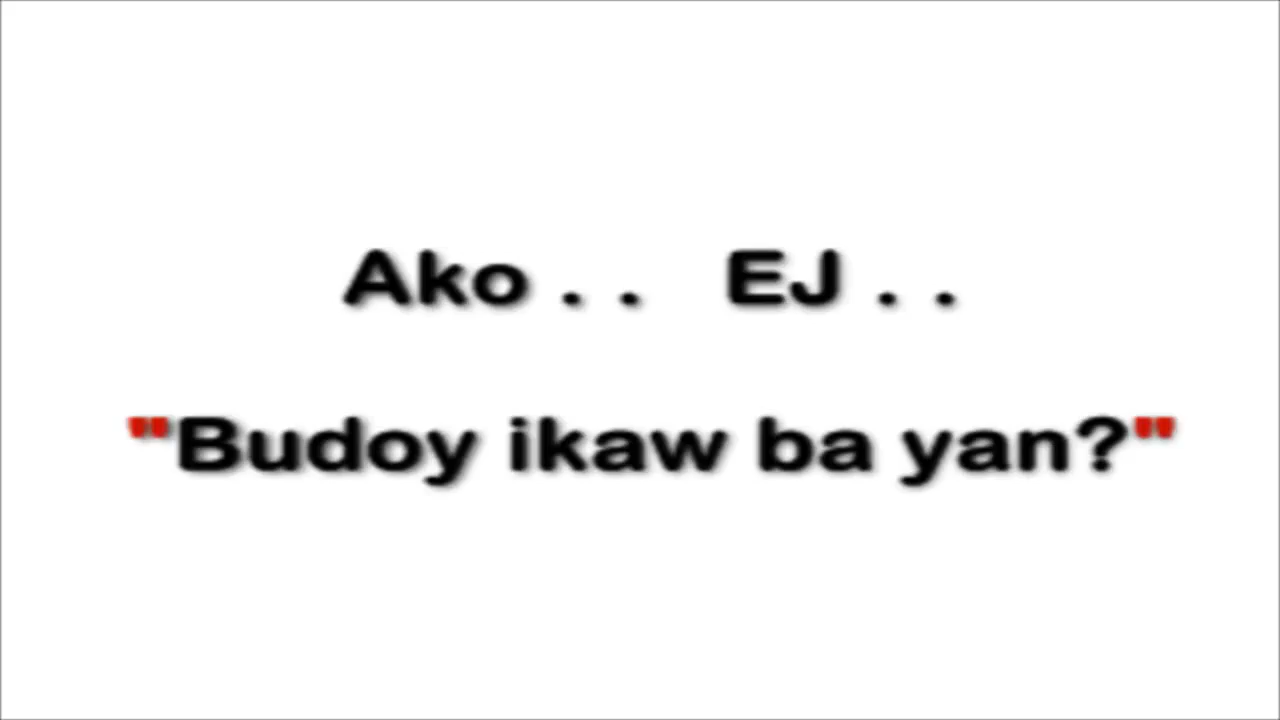 Ako . . EJ . .
"Budoy ikaw ba yan?"